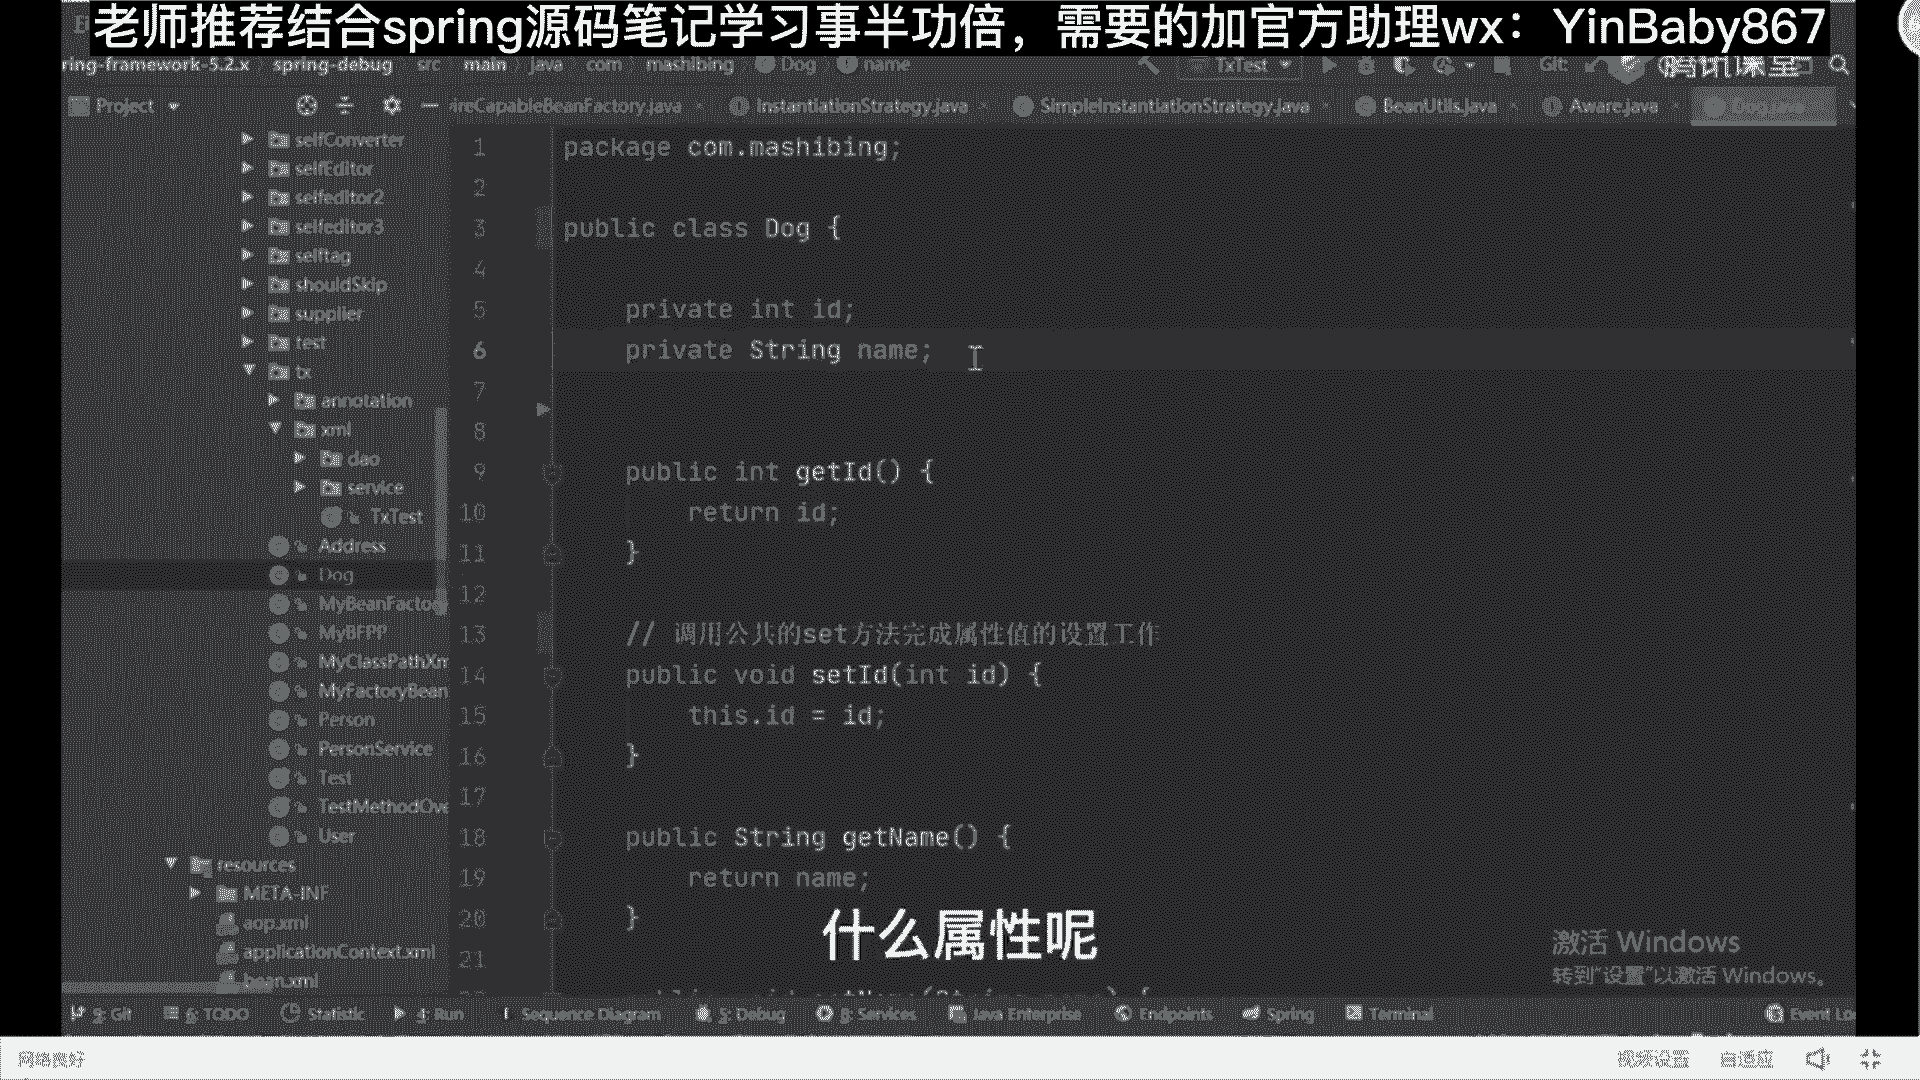 老师推荐结合spring源码笔记学习事半功倍，需要的加官方助理wx：YinBaby867
ring-framework-5.2.x spring-debug src main java com mashibing Dog name
TxTest Git: 腾讯课堂
Project
ireCapableBeanFactory.java InstantiationStrategy.java SimpleInstantiationStrategy.java BeanUtils.java Aware.java Dog.java
selfConverter
selfEditor
selfeditor2
selfeditor3
selftag
shouldSkip
supplier
test
tx
annotation
xml
dao
service
TxTest
Address
Dog
MyBeanFacto
MyBFPP
MyClassPathXm
MyFactoryBean
Person
PersonService
Test
TestMethodOve
User
resources
META-INF
aop.xml
applicationContext.xml
bean.xml
1 package com.mashibing;
2
3 public class Dog {
4
5 private int id;
6 private String name;
7
8
9 public int getId() {
10 return id;
11 }
12
13 // 调用公共的set方法完成属性值的设置工作
14 public void setId(int id) {
15 this.id = id;
16 }
17
18 public String getName() {
19 return name;
20 }
21
什么属性呢
激活 Windows
转到“设置”以激活 Windows。
9: Git 6: TODO Statistic 4: Run Sequence Diagram 5: Debug 8: Services Java Enterprise Endpoints Spring Terminal Event Lo
网络良好 视频设置 自适应